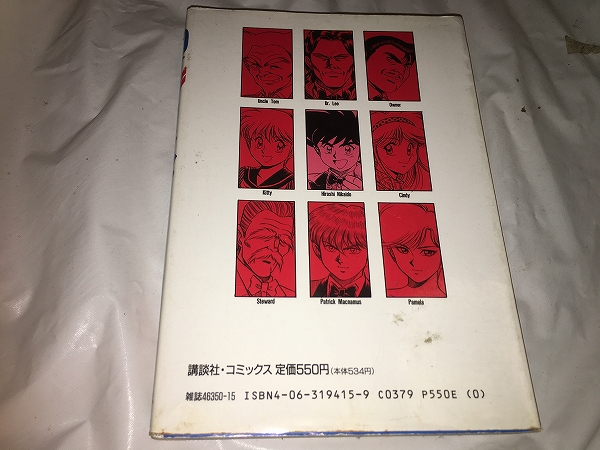 Uncle Tom Dr. Lee Owner
Kitty Hiroshi Nikaido Cindy
Steward Patrick Macnamus Pamela
講談社・コミックス 定価550円(本体534円)
雑誌46350-15 ISBN4-06-319415-9 C0379 P550E (0)